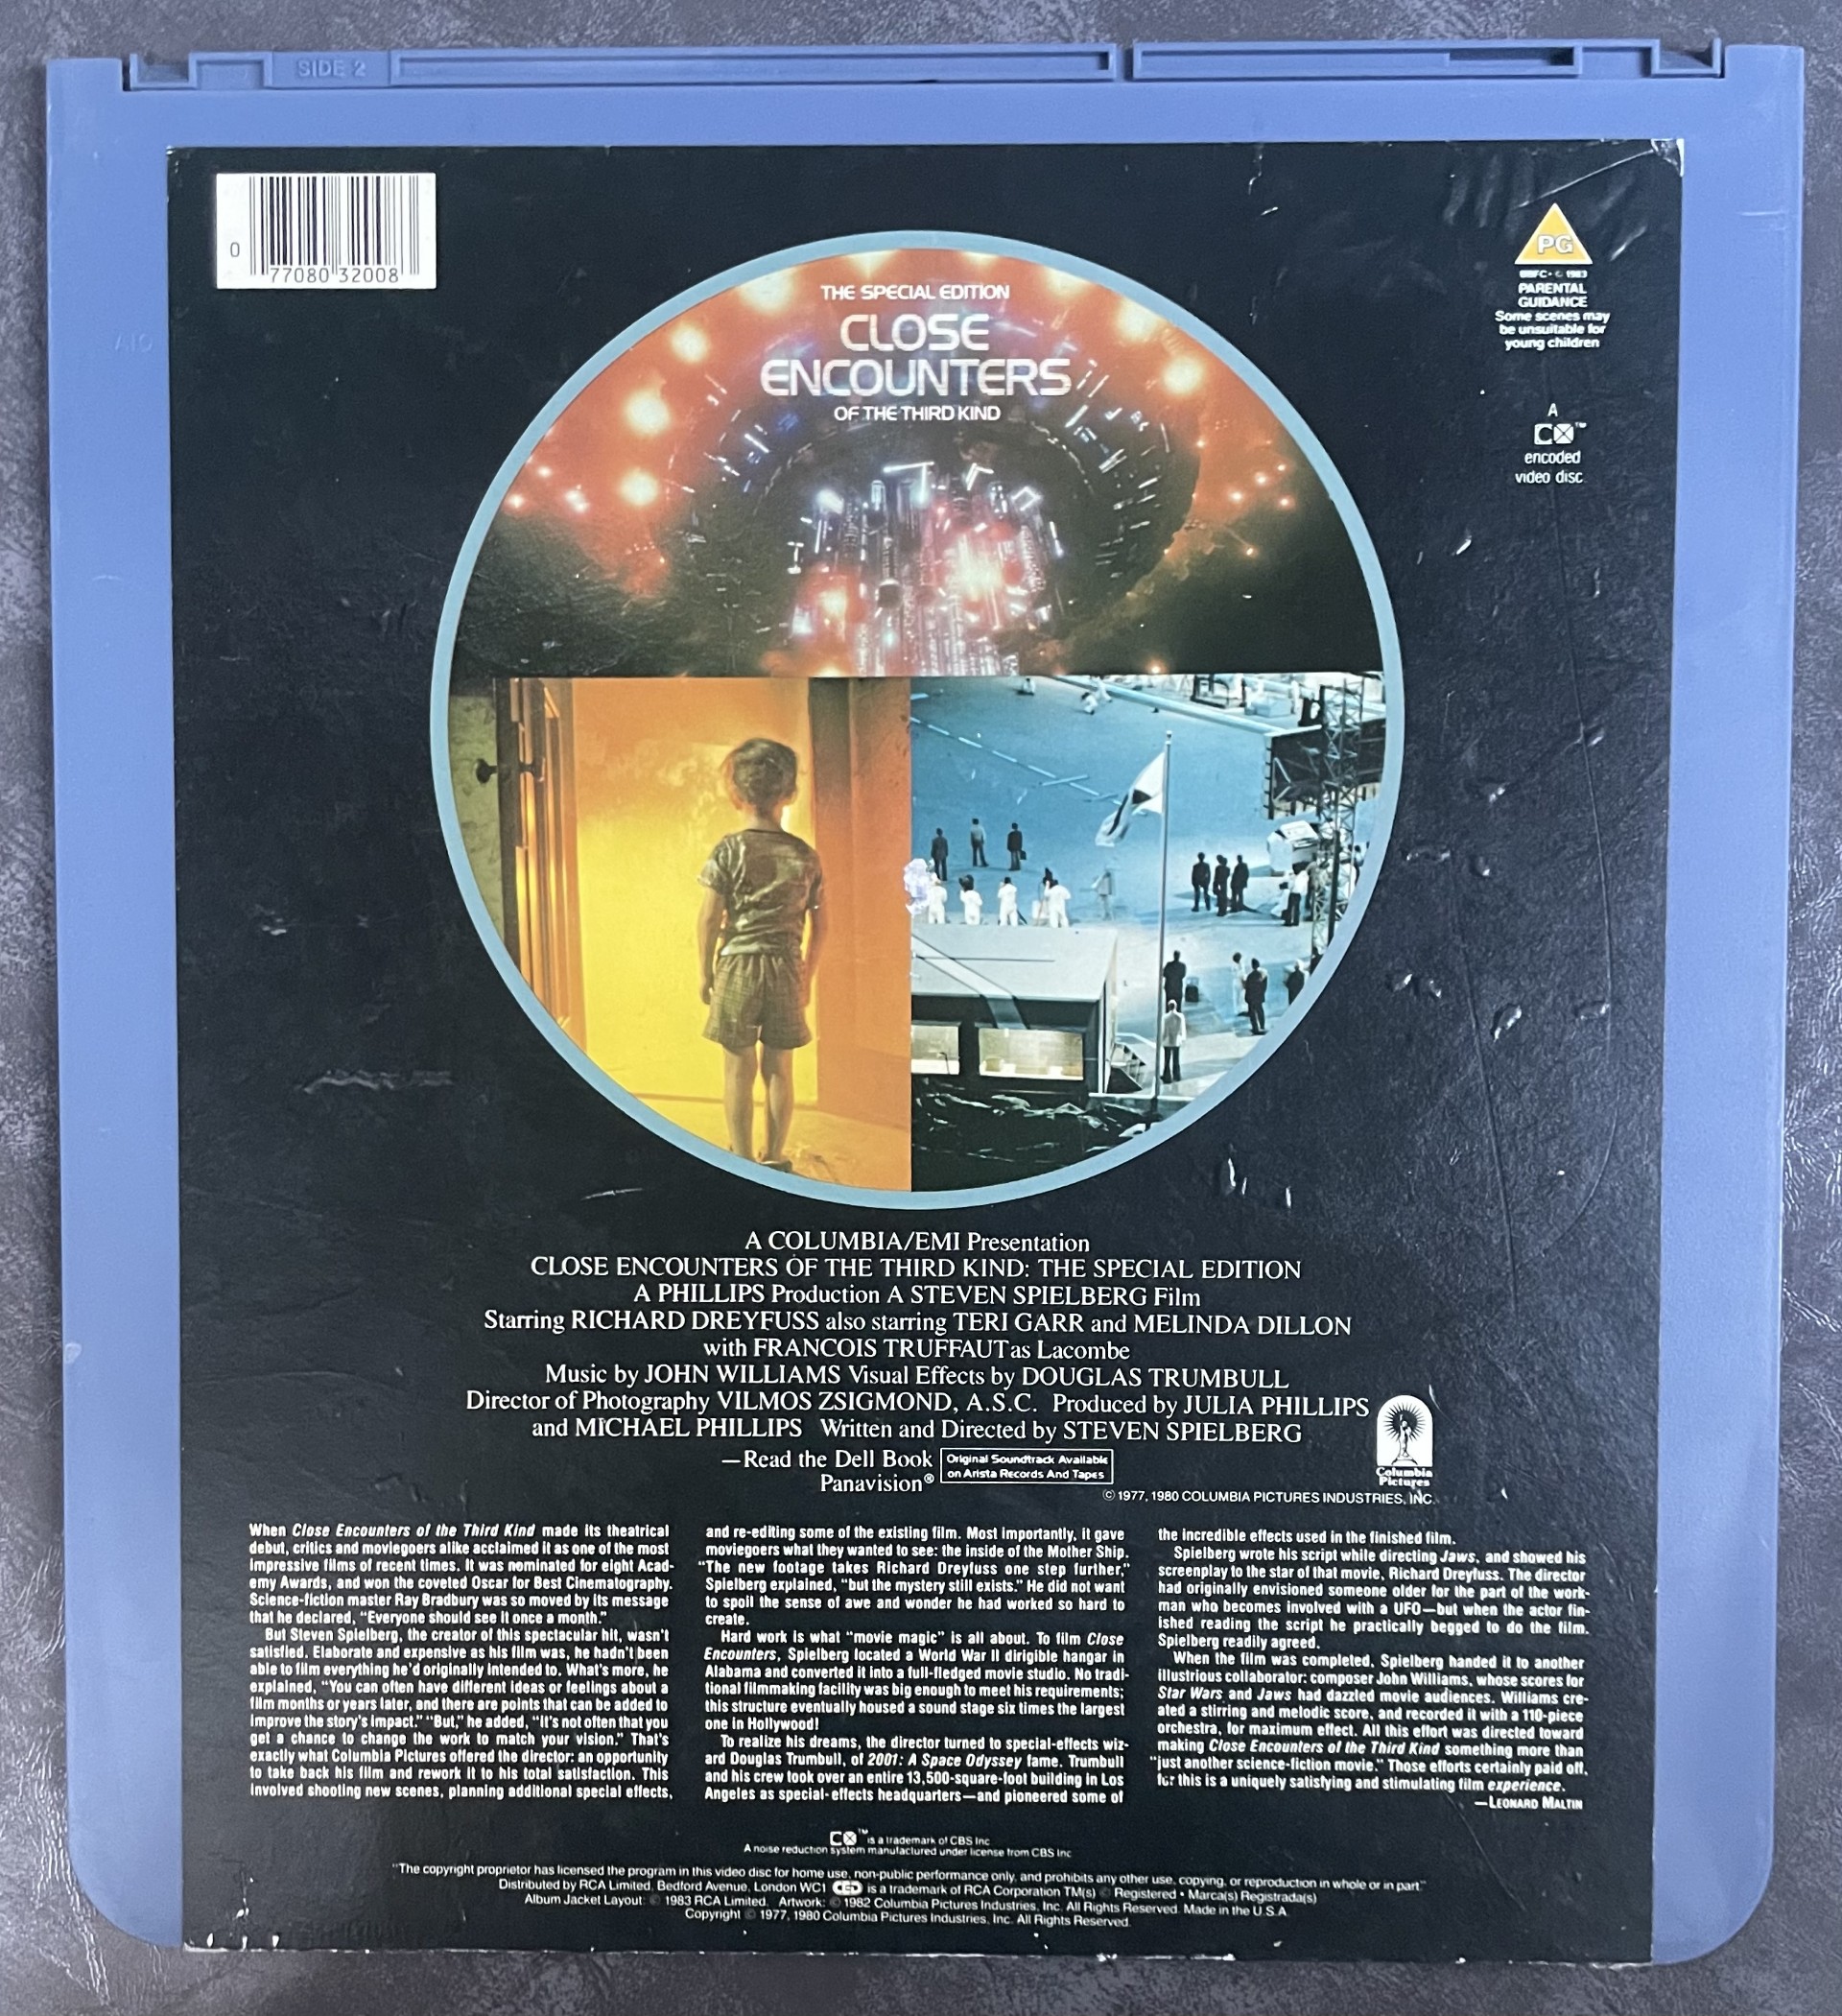 SIDE 2
0 77080 32008
THE SPECIAL EDITION
CLOSE
ENCOUNTERS
OF THE THIRD KIND
PG
BBFC • © 1983
PARENTAL
GUIDANCE
Some scenes may
be unsuitable for
young children
A
CX™
encoded
video disc
A COLUMBIA/EMI Presentation
CLOSE ENCOUNTERS OF THE THIRD KIND: THE SPECIAL EDITION
A PHILLIPS Production A STEVEN SPIELBERG Film
Starring RICHARD DREYFUSS also starring TERI GARR and MELINDA DILLON
with FRANCOIS TRUFFAUT as Lacombe
Music by JOHN WILLIAMS Visual Effects by DOUGLAS TRUMBULL
Director of Photography VILMOS ZSIGMOND, A.S.C. Produced by JULIA PHILLIPS
and MICHAEL PHILLIPS Written and Directed by STEVEN SPIELBERG
—Read the Dell Book
Panavision®
Original Soundtrack Available
on Arista Records And Tapes
Columbia
Pictures
© 1977, 1980 COLUMBIA PICTURES INDUSTRIES, INC.
When Close Encounters of the Third Kind made its theatrical
debut, critics and moviegoers alike acclaimed it as one of the most
impressive films of recent times. It was nominated for eight Acad-
emy Awards, and won the coveted Oscar for Best Cinematography.
Science-fiction master Ray Bradbury was so moved by its message
that he declared, “Everyone should see it once a month.”
But Steven Spielberg, the creator of this spectacular hit, wasn't
satisfied. Elaborate and expensive as his film was, he hadn't been
able to film everything he'd originally intended to. What's more, he
explained, “You can often have different ideas or feelings about a
film months or years later, and there are points that can be added to
improve the story's impact.” “But,” he added, “it's not often that you
get a chance to change the work to match your vision.” That's
exactly what Columbia Pictures offered the director: an opportunity
to take back his film and rework it to his total satisfaction. This
involved shooting new scenes, planning additional special effects,
and re-editing some of the existing film. Most importantly, it gave
moviegoers what they wanted to see: the inside of the Mother Ship.
“The new footage takes Richard Dreyfuss one step further,”
Spielberg explained, “but the mystery still exists.” He did not want
to spoil the sense of awe and wonder he had worked so hard to
create.
Hard work is what “movie magic” is all about. To film Close
Encounters, Spielberg located a World War II dirigible hangar in
Alabama and converted it into a full-fledged movie studio. No tradi-
tional filmmaking facility was big enough to meet his requirements;
this structure eventually housed a sound stage six times the largest
one in Hollywood!
To realize his dreams, the director turned to special-effects wiz-
ard Douglas Trumbull, of 2001: A Space Odyssey fame. Trumbull
and his crew took over an entire 13,500-square-foot building in Los
Angeles as special-effects headquarters—and pioneered some of
the incredible effects used in the finished film.
Spielberg wrote his script while directing Jaws, and showed his
screenplay to the star of that movie, Richard Dreyfuss. The director
had originally envisioned someone older for the part of the work-
man who becomes involved with a UFO—but when the actor fin-
ished reading the script he practically begged to do the film.
Spielberg readily agreed.
When the film was completed, Spielberg handed it to another
illustrious collaborator: composer John Williams, whose scores for
Star Wars and Jaws had dazzled movie audiences. Williams cre-
ated a stirring and melodic score, and recorded it with a 110-piece
orchestra, for maximum effect. All this effort was directed toward
making Close Encounters of the Third Kind something more than
“just another science-fiction movie.” Those efforts certainly paid off,
for this is a uniquely satisfying and stimulating film experience.
—LEONARD MALTIN
CX™ is a trademark of CBS Inc
A noise reduction system manufactured under license from CBS Inc
"The copyright proprietor has licensed the program in this video disc for home use, non-public performance only, and prohibits any other use, copying, or reproduction in whole or in part."
Distributed by RCA Limited, Bedford Avenue, London WC1 CED is a trademark of RCA Corporation TM(s) ® Registered • Marca(s) Registrada(s)
Album Jacket Layout: © 1983 RCA Limited. Artwork: © 1982 Columbia Pictures Industries, Inc. All Rights Reserved. Made in the U.S.A.
Copyright © 1977, 1980 Columbia Pictures Industries, Inc. All Rights Reserved.